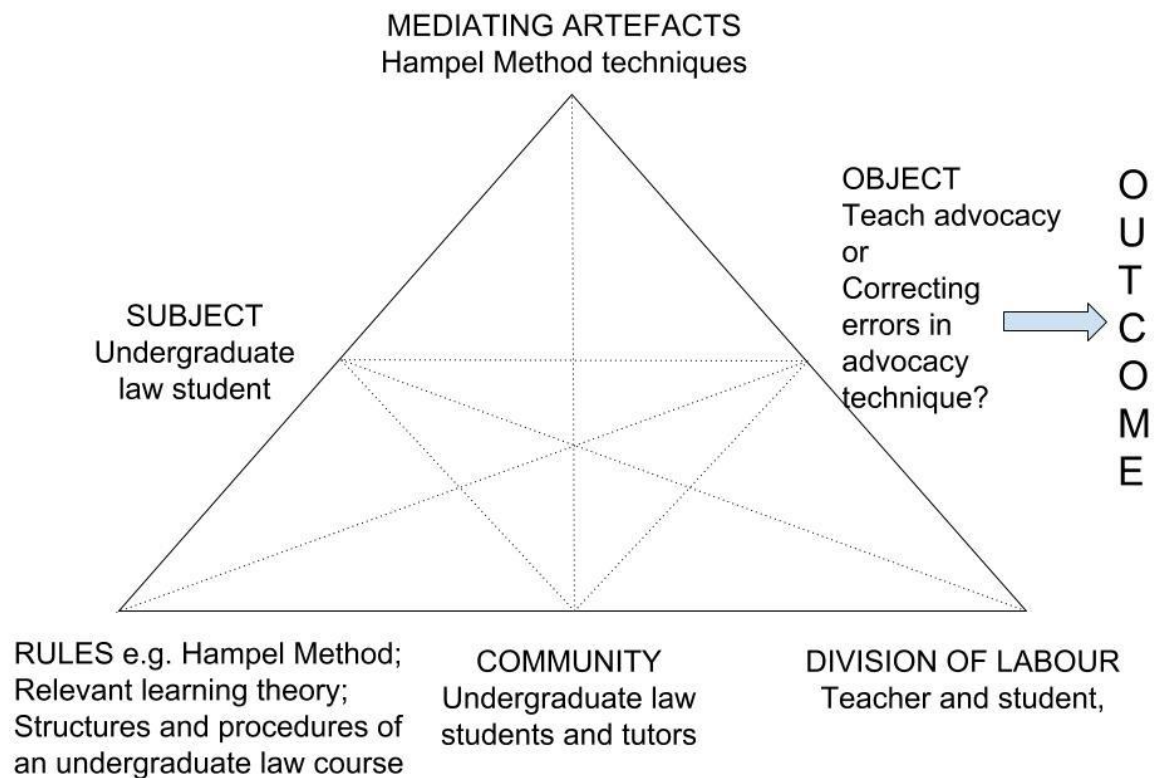 MEDIATING ARTEFACTS
Hampel Method techniques
OBJECT
Teach advocacy
or
Correcting
errors in
advocacy
technique?
O
U
T
C
O
M
E
SUBJECT
Undergraduate
law student
RULES e.g. Hampel Method;
Relevant learning theory;
Structures and procedures of
an undergraduate law course
COMMUNITY
Undergraduate law
students and tutors
DIVISION OF LABOUR
Teacher and student,